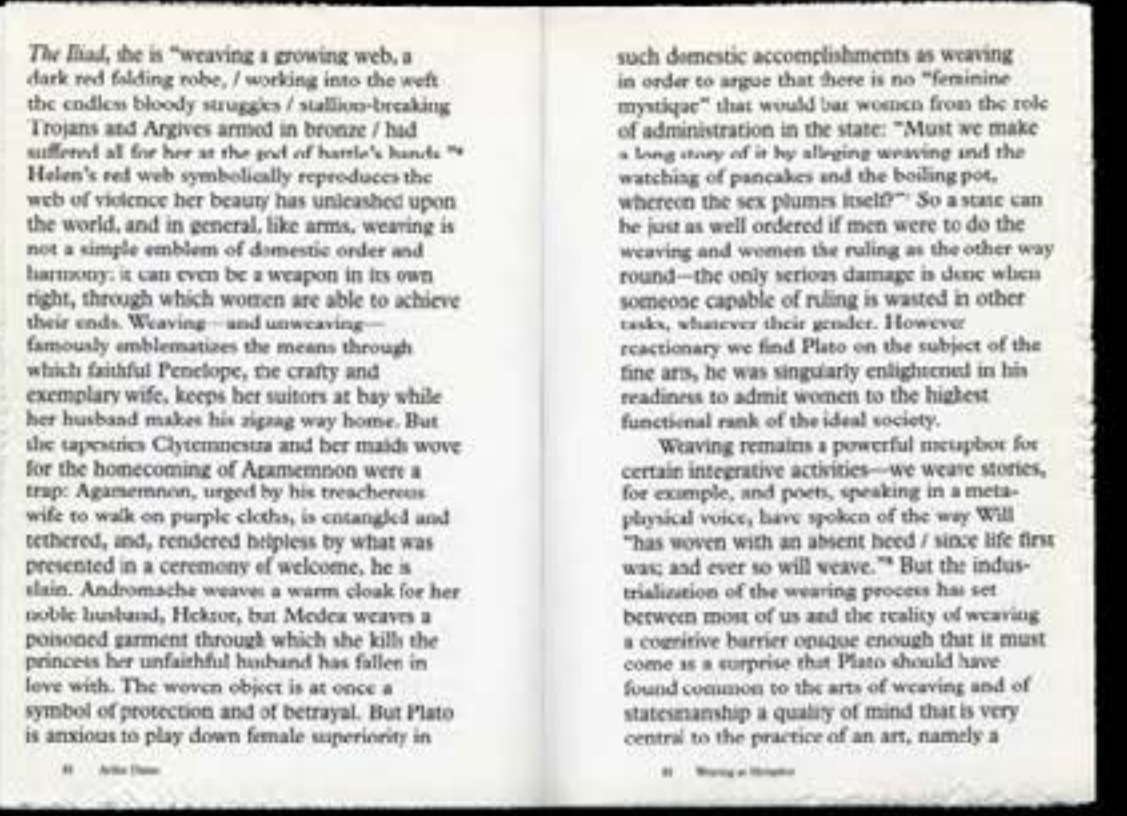 The Iliad, she is "weaving a growing web, a
dark red folding robe, / working into the weft
the endless bloody struggles / stallion-breaking
Trojans and Argives armed in bronze / had
suffered all for her at the god of battle's hands."
Helen's red web symbolically reproduces the
web of violence her beauty has unleashed upon
the world, and in general, like arms, weaving is
not a simple emblem of domestic order and
harmony: it can even be a weapon in its own
right, through which women are able to achieve
their ends. Weaving—and unweaving—
famously emblematizes the means through
which faithful Penelope, the crafty and
exemplary wife, keeps her suitors at bay while
her husband makes his zigzag way home. But
the tapestries Clytemnestra and her maids wove
for the homecoming of Agamemnon were a
trap: Agamemnon, urged by his treacherous
wife to walk on purple cloths, is entangled and
tethered, and, rendered helpless by what was
presented in a ceremony of welcome, he is
slain. Andromache weaves a warm cloak for her
noble husband, Hektor, but Medea weaves a
poisoned garment through which she kills the
princess her unfaithful husband has fallen in
love with. The woven object is at once a
symbol of protection and of betrayal. But Plato
is anxious to play down female superiority in
such domestic accomplishments as weaving
in order to argue that there is no "feminine
mystique" that would bar women from the role
of administration in the state: "Must we make
a long story of it by alleging weaving and the
watching of pancakes and the boiling pot,
whereon the sex plumes itself?" So a state can
be just as well ordered if men were to do the
weaving and women the ruling as the other way
round—the only serious damage is done when
someone capable of ruling is wasted in other
tasks, whatever their gender. However
reactionary we find Plato on the subject of the
fine arts, he was singularly enlightened in his
readiness to admit women to the highest
functional rank of the ideal society.
Weaving remains a powerful metaphor for
certain integrative activities—we weave stories,
for example, and poets, speaking in a meta-
physical voice, have spoken of the way Will
"has woven with an absent heed / since life first
was; and ever so will weave."⁸ But the indus-
trialization of the weaving process has set
between most of us and the reality of weaving
a cognitive barrier opaque enough that it must
come as a surprise that Plato should have
found common to the arts of weaving and of
statesmanship a quality of mind that is very
central to the practice of an art, namely a
Weaving as Metaphor